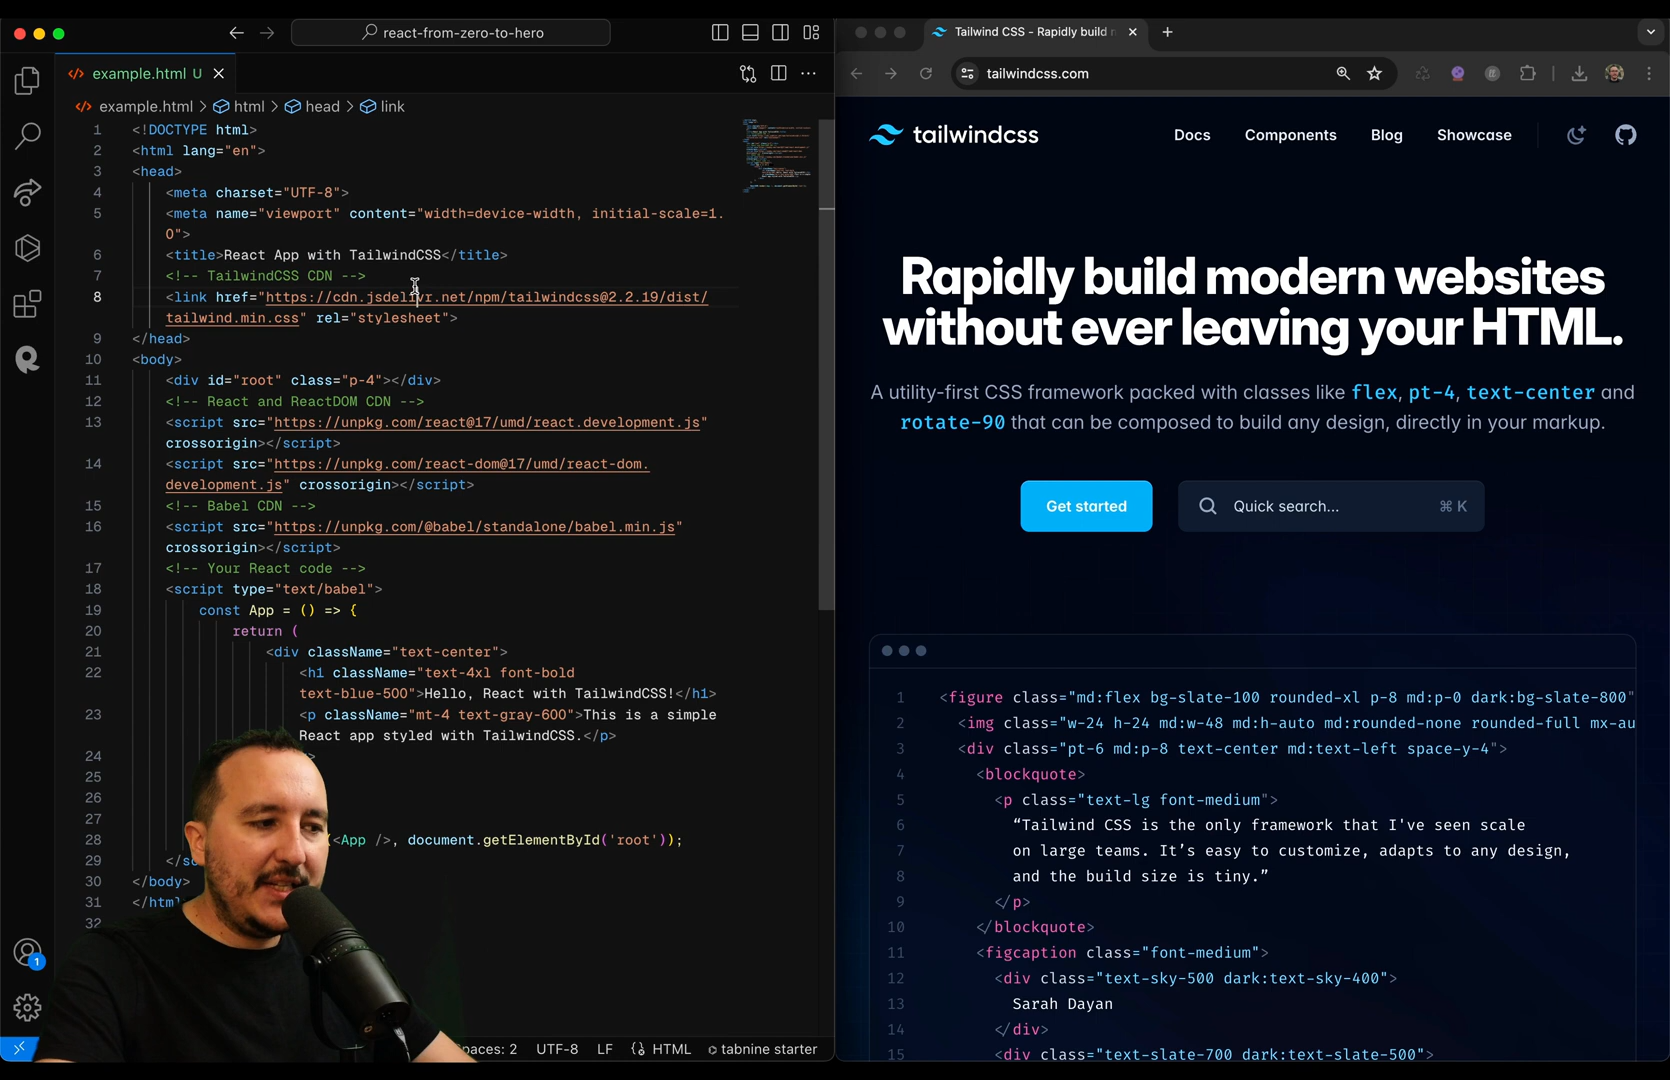 react-from-zero-to-hero
example.html U
example.html > html > head > link
1 <!DOCTYPE html>
2 <html lang="en">
3 <head>
4 <meta charset="UTF-8">
5 <meta name="viewport" content="width=device-width, initial-scale=1.
0">
6 <title>React App with TailwindCSS</title>
7 <!-- TailwindCSS CDN -->
8 <link href="https://cdn.jsdelivr.net/npm/tailwindcss@2.2.19/dist/
tailwind.min.css" rel="stylesheet">
9 </head>
10 <body>
11 <div id="root" class="p-4"></div>
12 <!-- React and ReactDOM CDN -->
13 <script src="https://unpkg.com/react@17/umd/react.development.js"
crossorigin></script>
14 <script src="https://unpkg.com/react-dom@17/umd/react-dom.
development.js" crossorigin></script>
15 <!-- Babel CDN -->
16 <script src="https://unpkg.com/@babel/standalone/babel.min.js"
crossorigin></script>
17 <!-- Your React code -->
18 <script type="text/babel">
19 const App = () => {
20 return (
21 <div className="text-center">
22 <h1 className="text-4xl font-bold
text-blue-500">Hello, React with TailwindCSS!</h1>
23 <p className="mt-4 text-gray-600">This is a simple
React app styled with TailwindCSS.</p>
24 >
25
26
27
28 (<App />, document.getElementById('root'));
29 </sc
30 </body>
31 </html
32
1
paces: 2 UTF-8 LF HTML tabnine starter
Tailwind CSS - Rapidly build
tailwindcss.com
tailwindcss Docs Components Blog Showcase
Rapidly build modern websites
without ever leaving your HTML.
A utility-first CSS framework packed with classes like flex, pt-4, text-center and
rotate-90 that can be composed to build any design, directly in your markup.
Get started Quick search... ⌘ K
1 <figure class="md:flex bg-slate-100 rounded-xl p-8 md:p-0 dark:bg-slate-800"
2 <img class="w-24 h-24 md:w-48 md:h-auto md:rounded-none rounded-full mx-au
3 <div class="pt-6 md:p-8 text-center md:text-left space-y-4">
4 <blockquote>
5 <p class="text-lg font-medium">
6 “Tailwind CSS is the only framework that I've seen scale
7 on large teams. It’s easy to customize, adapts to any design,
8 and the build size is tiny.”
9 </p>
10 </blockquote>
11 <figcaption class="font-medium">
12 <div class="text-sky-500 dark:text-sky-400">
13 Sarah Dayan
14 </div>
15 <div class="text-slate-700 dark:text-slate-500">